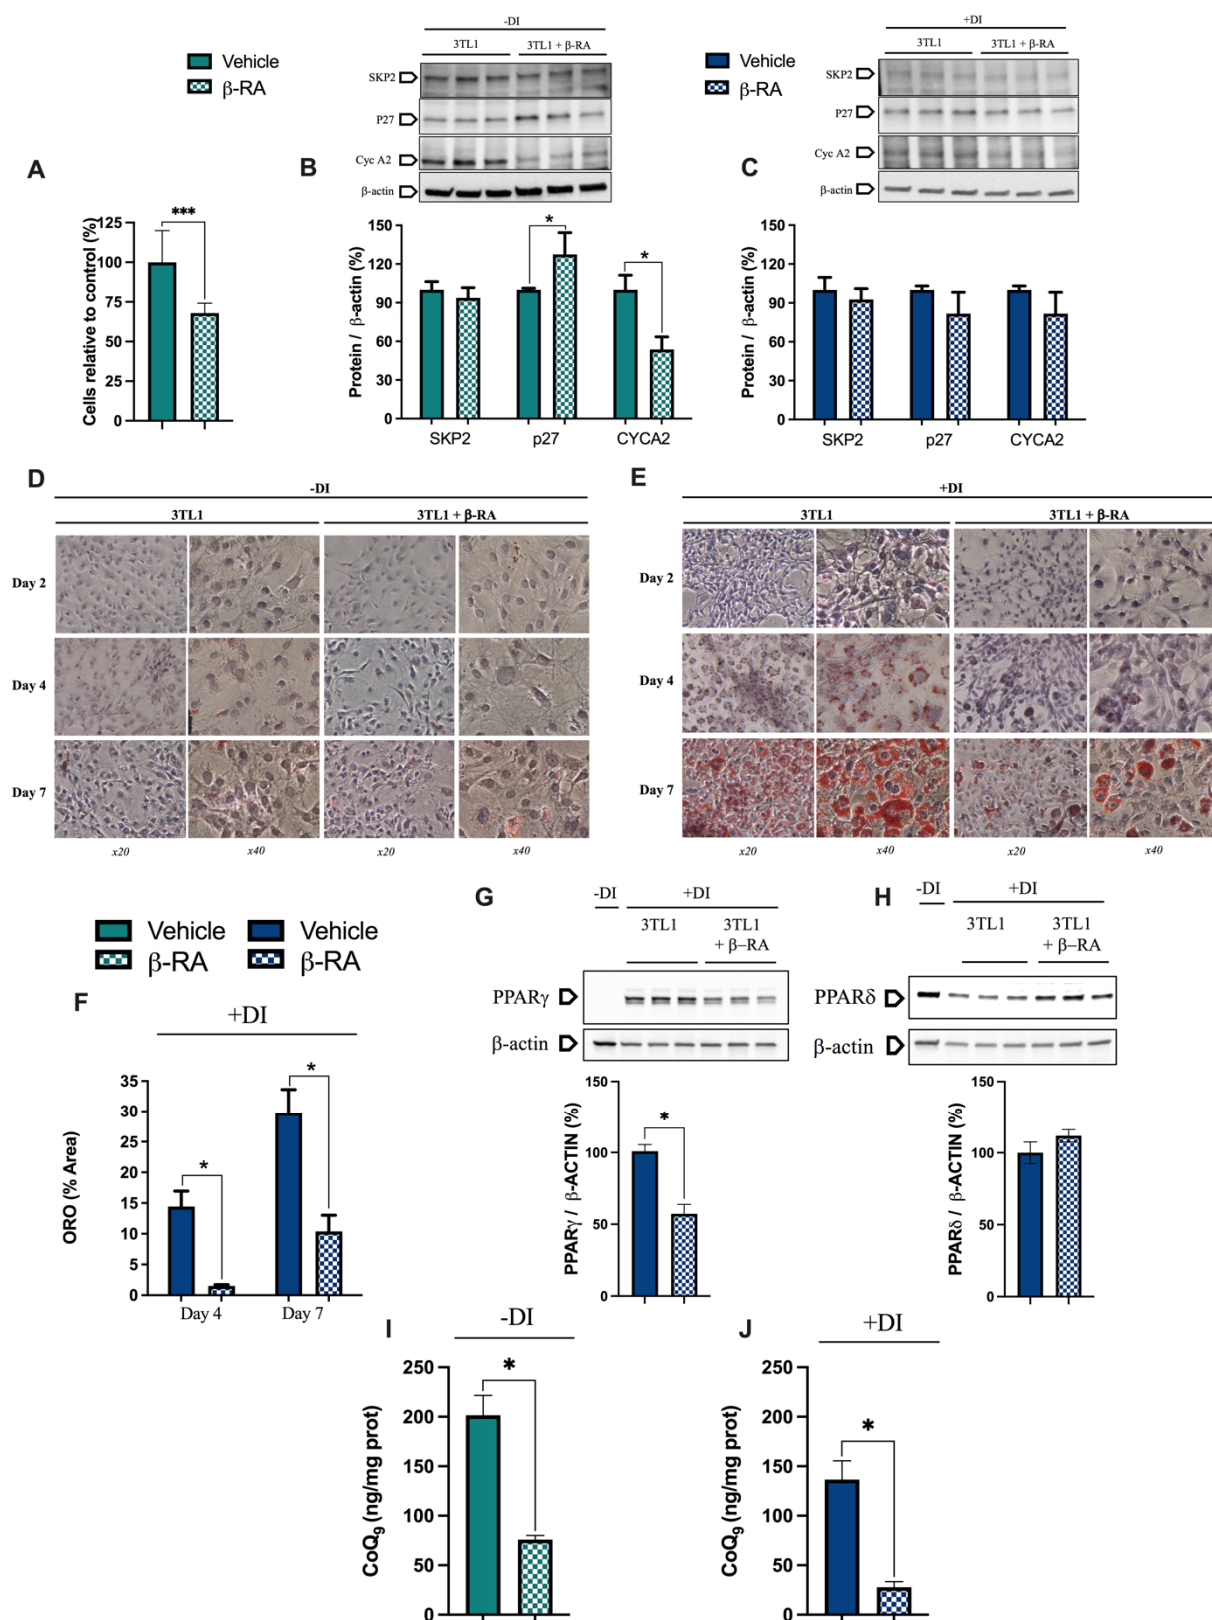 -DI
3TL1 3TL1 + β-RA
Vehicle
β-RA
SKP2
P27
Cyc A2
β-actin
+DI
3TL1 3TL1 + β-RA
Vehicle
β-RA
SKP2
P27
Cyc A2
β-actin
A
Cells relative to control (%)
125
100
75
50
25
0
***
B
Protein / β-actin (%)
150
120
90
60
30
0
* *
SKP2 p27 CYCA2
C
Protein / β-actin (%)
150
120
90
60
30
0
SKP2 p27 CYCA2
D
-DI
3TL1 3TL1 + β-RA
Day 2
Day 4
Day 7
x20 x40 x20 x40
E
+DI
3TL1 3TL1 + β-RA
Day 2
Day 4
Day 7
x20 x40 x20 x40
Vehicle Vehicle
β-RA β-RA
F
+DI
ORO (% Area)
35
30
25
20
15
10
5
0
* *
Day 4 Day 7
G
-DI +DI
3TL1 3TL1
+ β–RA
PPARγ
β-actin
PPARγ / β-ACTIN (%)
150
100
50
0
*
H
-DI +DI
3TL1 3TL1
+ β–RA
PPARδ
β-actin
PPARδ / β-ACTIN (%)
150
100
50
0
I
-DI
CoQ9 (ng/mg prot)
250
200
150
100
50
0
*
J
+DI
CoQ9 (ng/mg prot)
250
200
150
100
50
0
*